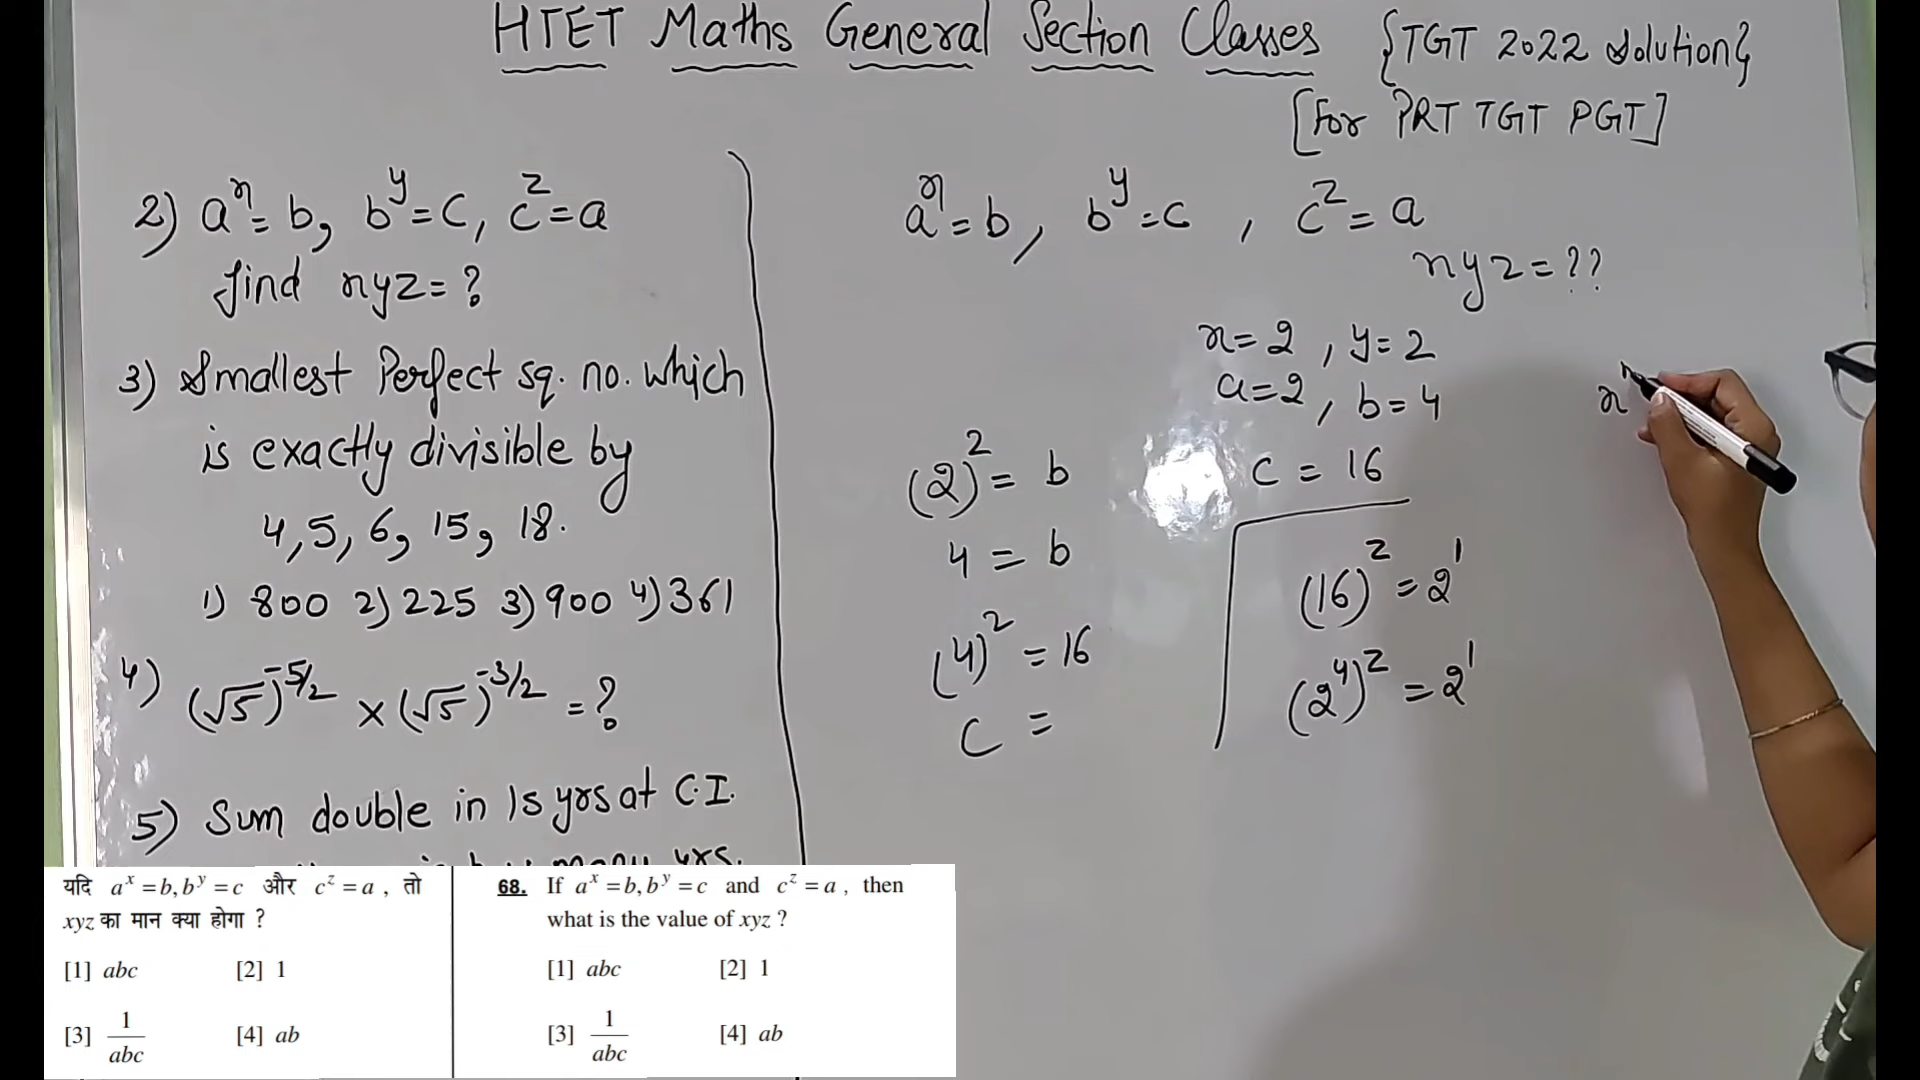 HTET Maths General Section Classes {TGT 2022 Solution}
[For PRT TGT PGT]
2) aˣ = b, bʸ = c, cᶻ = a
find xyz = ?
3) Smallest Perfect sq. no. which
is exactly divisible by
4, 5, 6, 15, 18.
1) 800 2) 225 3) 900 4) 361
4) (√5)^(-5/2) × (√5)^(-3/2) = ?
5) Sum double in 15 yrs at C.I.
yrs.
aˣ = b, bʸ = c, cᶻ = a
xyz = ??
x = 2, y = 2
a = 2, b = 4
c = 16
(2)² = b
4 = b
(4)² = 16
c =
(16)ᶻ = 2¹
(2⁴)ᶻ = 2¹
यदि aˣ = b, bʸ = c और cᶻ = a , तो
xyz का मान क्या होगा ?
[1] abc [2] 1
[3] 1/abc [4] ab
68. If aˣ = b, bʸ = c and cᶻ = a , then
what is the value of xyz ?
[1] abc [2] 1
[3] 1/abc [4] ab